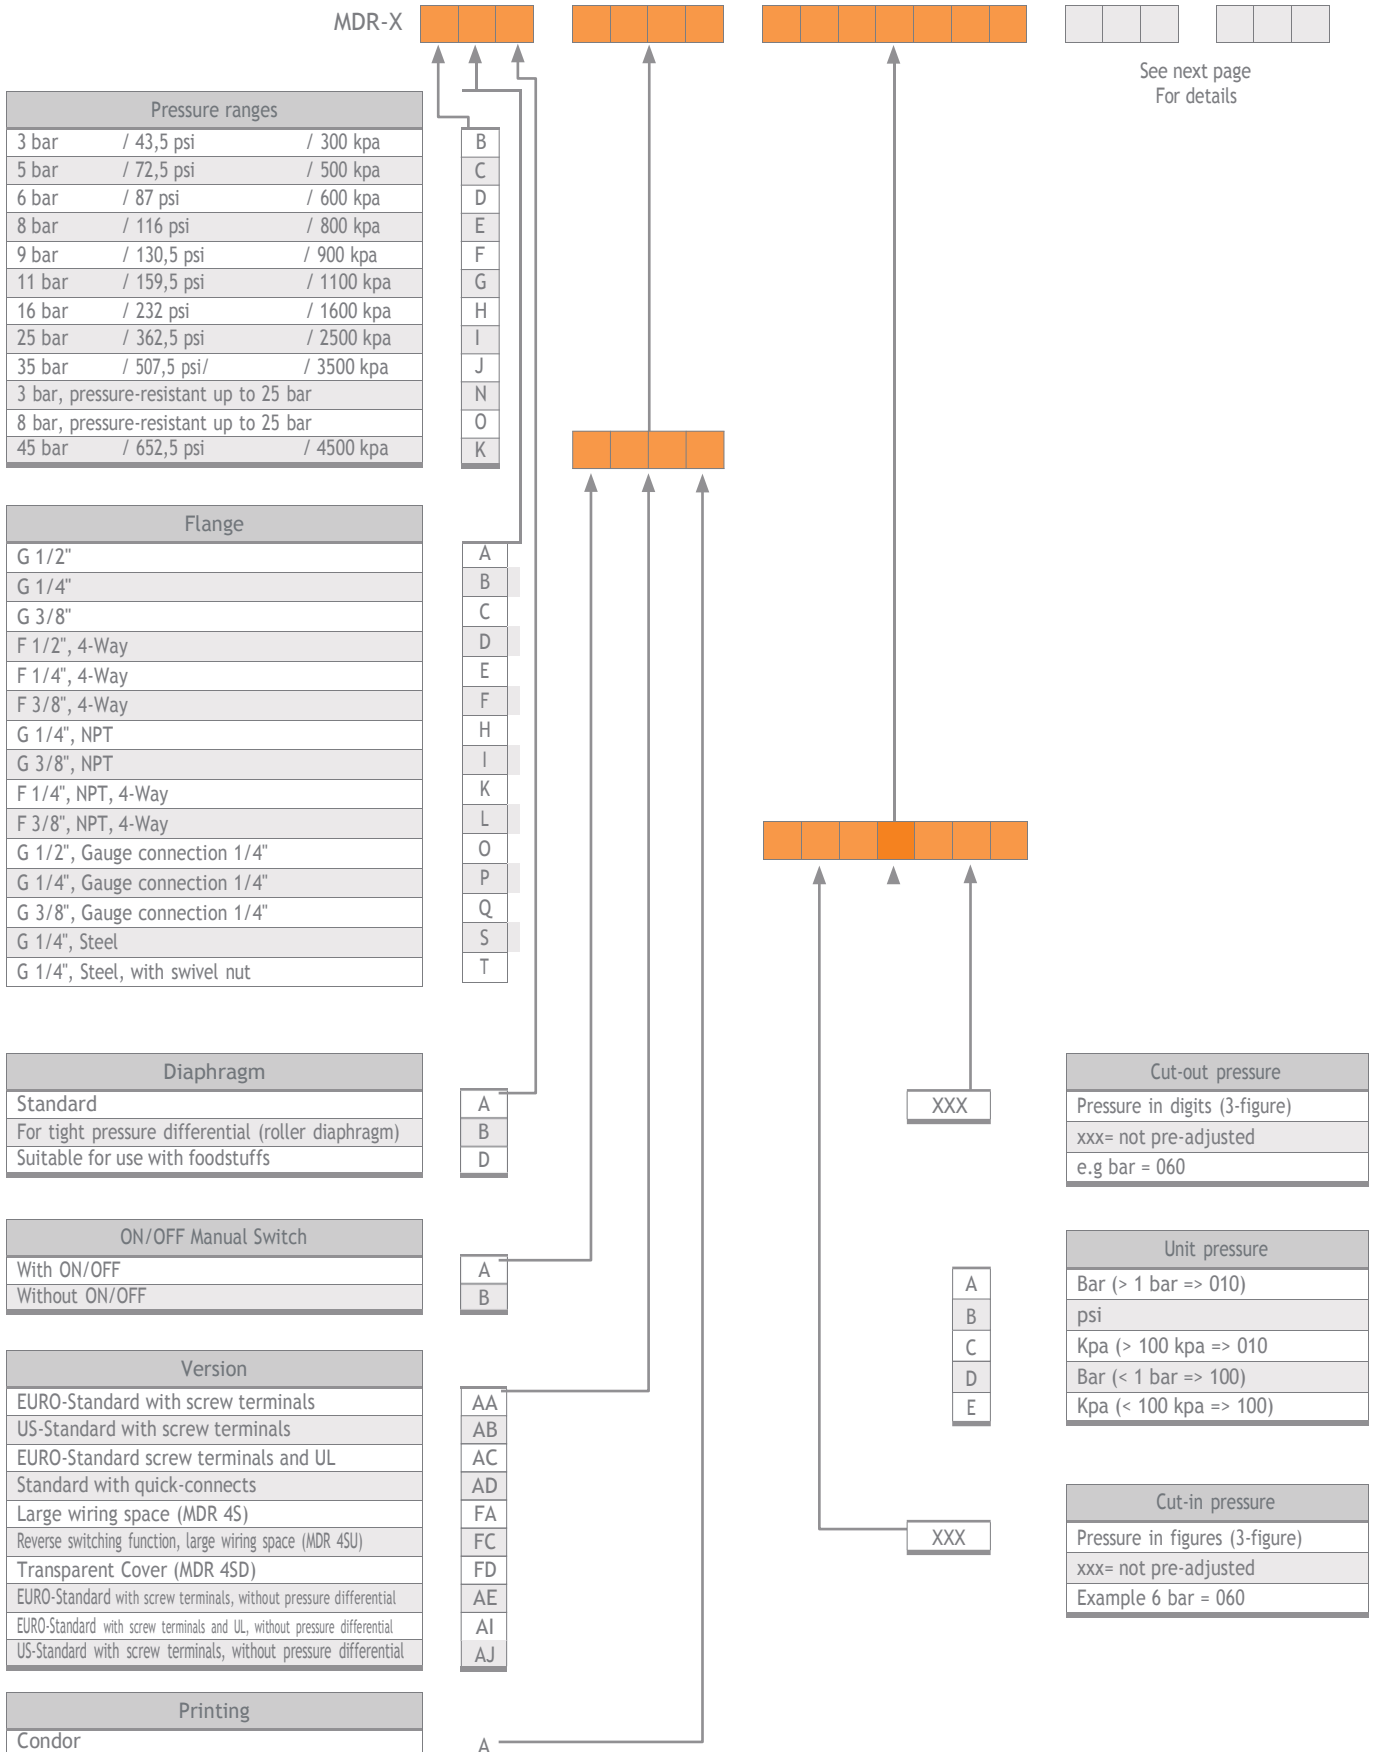 MDR-X
See next page
For details
Pressure ranges
3 bar / 43,5 psi / 300 kpa B
5 bar / 72,5 psi / 500 kpa C
6 bar / 87 psi / 600 kpa D
8 bar / 116 psi / 800 kpa E
9 bar / 130,5 psi / 900 kpa F
11 bar / 159,5 psi / 1100 kpa G
16 bar / 232 psi / 1600 kpa H
25 bar / 362,5 psi / 2500 kpa I
35 bar / 507,5 psi/ / 3500 kpa J
3 bar, pressure-resistant up to 25 bar N
8 bar, pressure-resistant up to 25 bar O
45 bar / 652,5 psi / 4500 kpa K
Flange
G 1/2" A
G 1/4" B
G 3/8" C
F 1/2", 4-Way D
F 1/4", 4-Way E
F 3/8", 4-Way F
G 1/4", NPT H
G 3/8", NPT I
F 1/4", NPT, 4-Way K
F 3/8", NPT, 4-Way L
G 1/2", Gauge connection 1/4" O
G 1/4", Gauge connection 1/4" P
G 3/8", Gauge connection 1/4" Q
G 1/4", Steel S
G 1/4", Steel, with swivel nut T
Diaphragm
Standard A
For tight pressure differential (roller diaphragm) B
Suitable for use with foodstuffs D
ON/OFF Manual Switch
With ON/OFF A
Without ON/OFF B
Version
EURO-Standard with screw terminals AA
US-Standard with screw terminals AB
EURO-Standard screw terminals and UL AC
Standard with quick-connects AD
Large wiring space (MDR 4S) FA
Reverse switching function, large wiring space (MDR 4SU) FC
Transparent Cover (MDR 4SD) FD
EURO-Standard with screw terminals, without pressure differential AE
EURO-Standard with screw terminals and UL, without pressure differential AI
US-Standard with screw terminals, without pressure differential AJ
Printing
Condor A
Cut-out pressure
XXX Pressure in digits (3-figure)
xxx= not pre-adjusted
e.g bar = 060
Unit pressure
A Bar (> 1 bar => 010)
B psi
C Kpa (> 100 kpa => 010
D Bar (< 1 bar => 100)
E Kpa (< 100 kpa => 100)
Cut-in pressure
XXX Pressure in figures (3-figure)
xxx= not pre-adjusted
Example 6 bar = 060